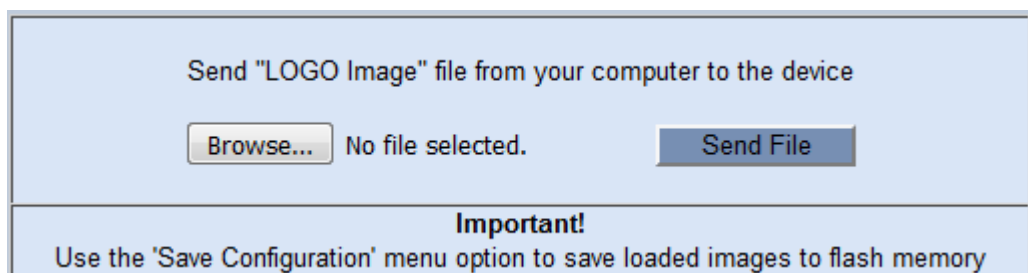 Send "LOGO Image" file from your computer to the device
Browse... No file selected. Send File
Important!
Use the 'Save Configuration' menu option to save loaded images to flash memory